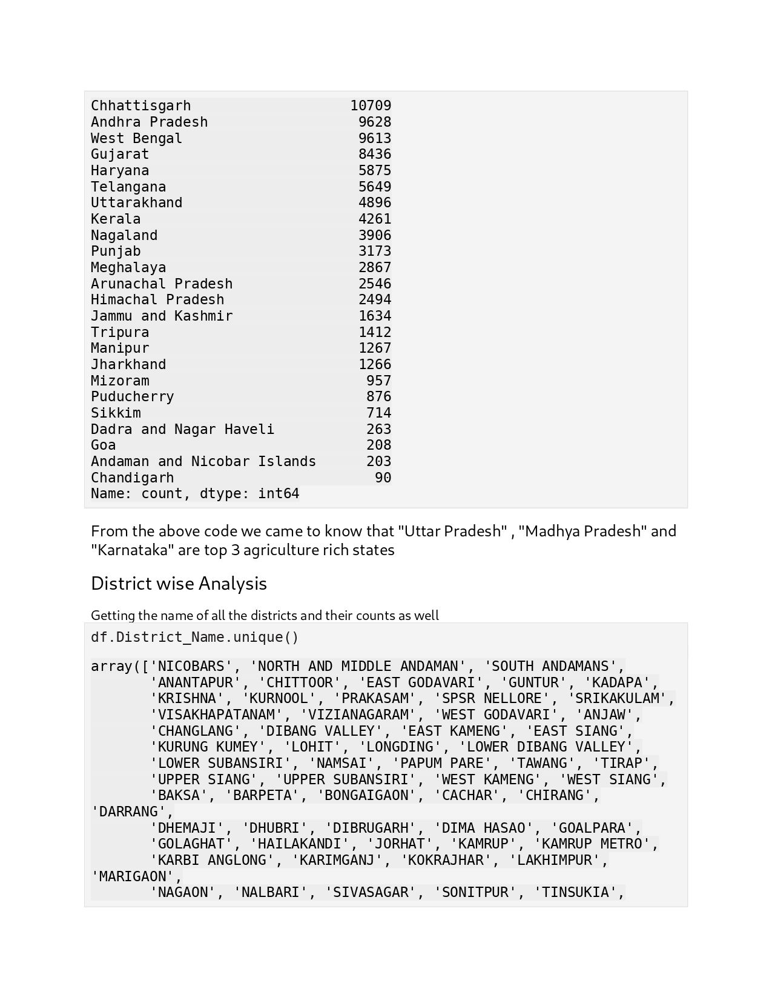 Chhattisgarh                   10709
Andhra Pradesh                  9628
West Bengal                     9613
Gujarat                         8436
Haryana                         5875
Telangana                       5649
Uttarakhand                     4896
Kerala                          4261
Nagaland                        3906
Punjab                          3173
Meghalaya                       2867
Arunachal Pradesh               2546
Himachal Pradesh                2494
Jammu and Kashmir               1634
Tripura                         1412
Manipur                         1267
Jharkhand                       1266
Mizoram                          957
Puducherry                       876
Sikkim                           714
Dadra and Nagar Haveli           263
Goa                              208
Andaman and Nicobar Islands      203
Chandigarh                        90
Name: count, dtype: int64
From the above code we came to know that "Uttar Pradesh" , "Madhya Pradesh" and
"Karnataka" are top 3 agriculture rich states
District wise Analysis
Getting the name of all the districts and their counts as well
df.District_Name.unique()
array(['NICOBARS', 'NORTH AND MIDDLE ANDAMAN', 'SOUTH ANDAMANS',
       'ANANTAPUR', 'CHITTOOR', 'EAST GODAVARI', 'GUNTUR', 'KADAPA',
       'KRISHNA', 'KURNOOL', 'PRAKASAM', 'SPSR NELLORE', 'SRIKAKULAM',
       'VISAKHAPATANAM', 'VIZIANAGARAM', 'WEST GODAVARI', 'ANJAW',
       'CHANGLANG', 'DIBANG VALLEY', 'EAST KAMENG', 'EAST SIANG',
       'KURUNG KUMEY', 'LOHIT', 'LONGDING', 'LOWER DIBANG VALLEY',
       'LOWER SUBANSIRI', 'NAMSAI', 'PAPUM PARE', 'TAWANG', 'TIRAP',
       'UPPER SIANG', 'UPPER SUBANSIRI', 'WEST KAMENG', 'WEST SIANG',
       'BAKSA', 'BARPETA', 'BONGAIGAON', 'CACHAR', 'CHIRANG',
'DARRANG',
       'DHEMAJI', 'DHUBRI', 'DIBRUGARH', 'DIMA HASAO', 'GOALPARA',
       'GOLAGHAT', 'HAILAKANDI', 'JORHAT', 'KAMRUP', 'KAMRUP METRO',
       'KARBI ANGLONG', 'KARIMGANJ', 'KOKRAJHAR', 'LAKHIMPUR',
'MARIGAON',
       'NAGAON', 'NALBARI', 'SIVASAGAR', 'SONITPUR', 'TINSUKIA',